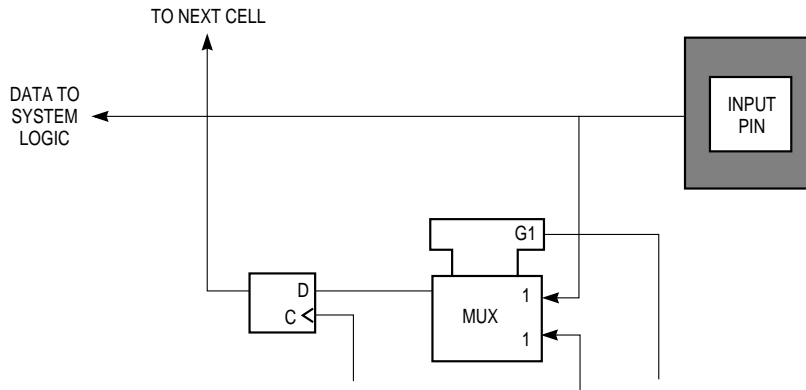 TO NEXT CELL
DATA TO
SYSTEM
LOGIC
INPUT
PIN
G1
D
C
MUX
1
1